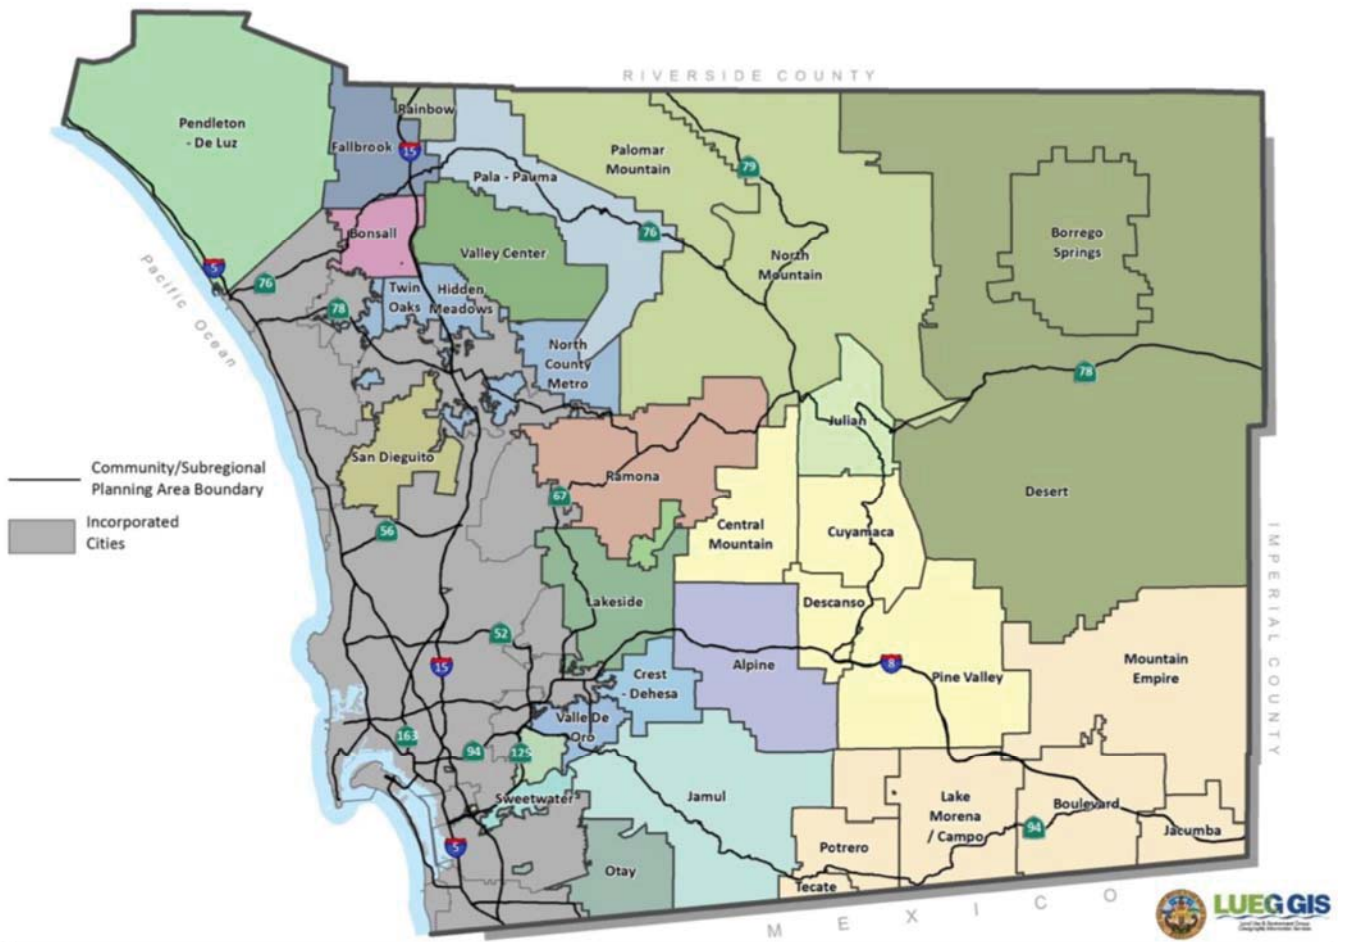 RIVERSIDE COUNTY
Pendleton
- De Luz
Rainbow
Fallbrook
15
Palomar
Mountain
79
Pala - Pauma
76
Bonsall
Valley Center
North
Mountain
Borrego
Springs
Pacific Ocean
5
76
78
Twin
Oaks
Hidden
Meadows
North
County
Metro
78
Julian
San Dieguito
Ramona
67
Desert
Community/Subregional
Planning Area Boundary
Incorporated
Cities
56
Central
Mountain
Cuyamaca
IMPERIAL COUNTY
Lakeside
Descanso
52
15
Alpine
8
Pine Valley
Mountain
Empire
Crest
- Dehesa
Valle De
Oro
163
94
125
Sweetwater
Jamul
Lake
Morena
/ Campo
Boulevard
94
Jacumba
5
Potrero
Otay
Tecate
MEXICO
LUEG GIS